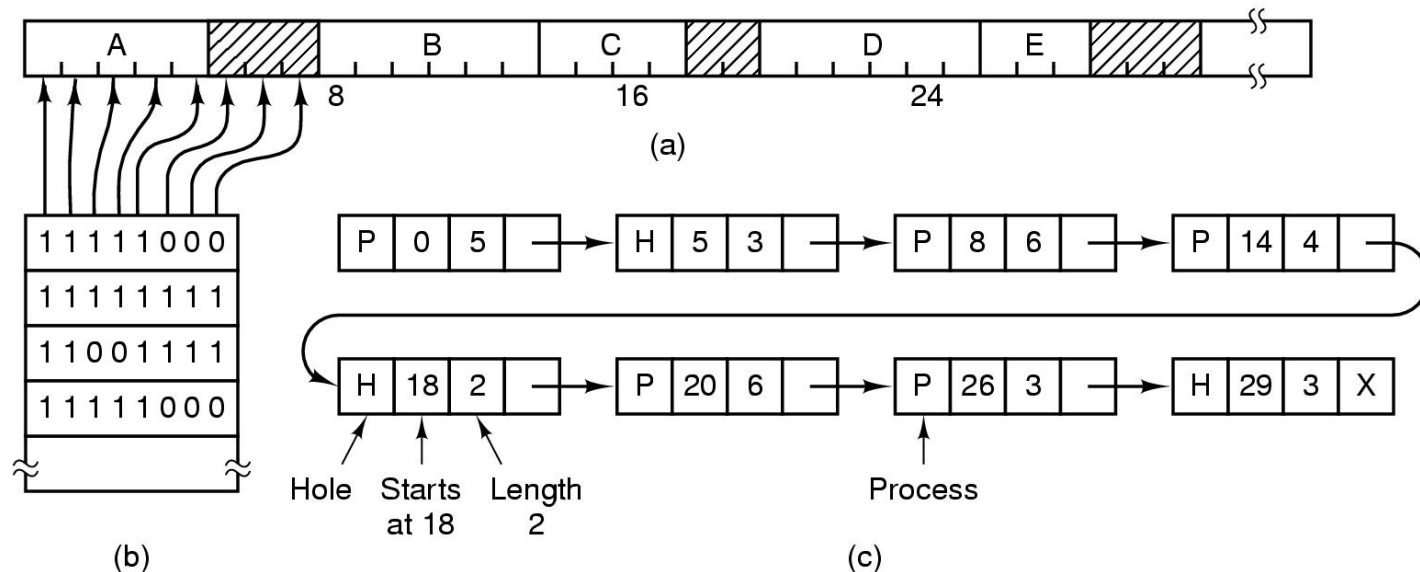 A B C D E
8 16 24
(a)
1 1 1 1 1 0 0 0
1 1 1 1 1 1 1 1
1 1 0 0 1 1 1 1
1 1 1 1 1 0 0 0
(b)
P 0 5
H 5 3
P 8 6
P 14 4
H 18 2
P 20 6
P 26 3
H 29 3 X
Hole
Starts
at 18
Length
2
Process
(c)